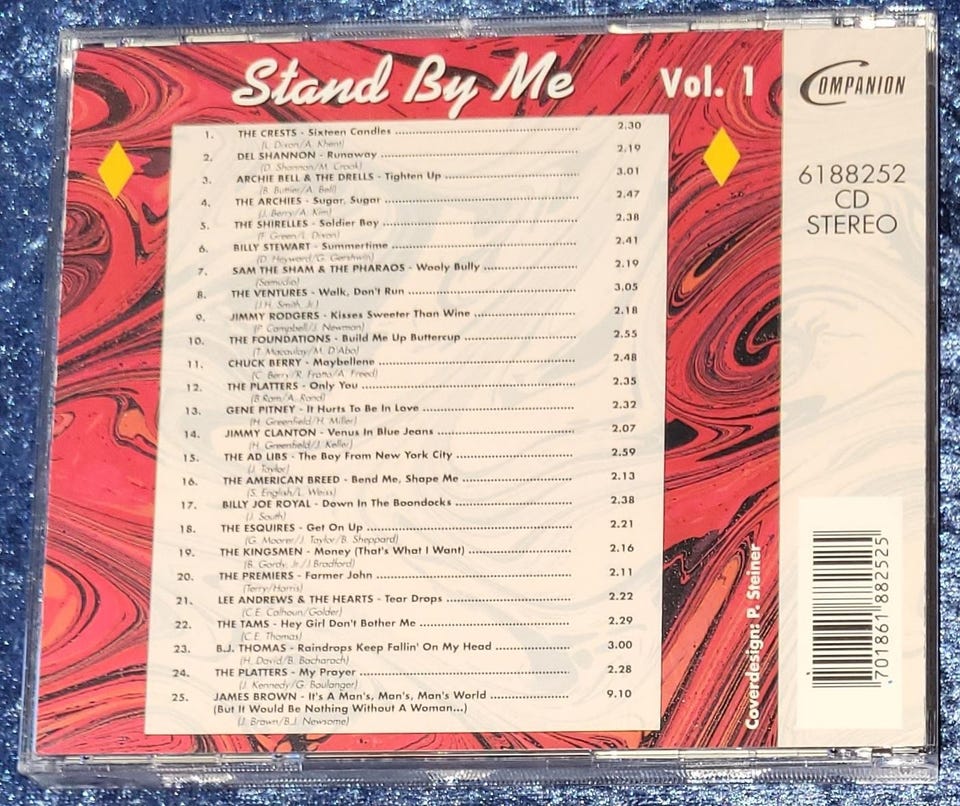 Stand By Me Vol. 1
COMPANION
6188252
CD
STEREO
1. THE CRESTS - Sixteen Candles 2.30
(L. Dixon/A. Khent)
2. DEL SHANNON - Runaway 2.19
(D. Shannon/M. Crook)
3. ARCHIE BELL & THE DRELLS - Tighten Up 3.01
(B. Buttier/A. Bell)
4. THE ARCHIES - Sugar, Sugar 2.47
(J. Berry/A. Kim)
5. THE SHIRELLES - Soldier Boy 2.38
(F. Green/L. Dixon)
6. BILLY STEWART - Summertime 2.41
(D. Heyward/G. Gershwin)
7. SAM THE SHAM & THE PHARAOS - Wooly Bully 2.19
(Samudio)
8. THE VENTURES - Walk, Don't Run 3.05
(J.H. Smith, Jr.)
9. JIMMY RODGERS - Kisses Sweeter Than Wine 2.18
(P. Campbell/J. Newman)
10. THE FOUNDATIONS - Build Me Up Buttercup 2.55
(T. Macaulay/M. D'Abo)
11. CHUCK BERRY - Maybellene 2.48
(C. Berry/R. Fratto/A. Freed)
12. THE PLATTERS - Only You 2.35
(B.Ram/A. Rand)
13. GENE PITNEY - It Hurts To Be In Love 2.32
(H. Greenfield/H. Miller)
14. JIMMY CLANTON - Venus In Blue Jeans 2.07
(H. Greenfield/J. Keller)
15. THE AD LIBS - The Boy From New York City 2.59
(J. Taylor)
16. THE AMERICAN BREED - Bend Me, Shape Me 2.13
(S. English/L. Weiss)
17. BILLY JOE ROYAL - Down In The Boondocks 2.38
(J. South)
18. THE ESQUIRES - Get On Up 2.21
(G. Moorer/J. Taylor/B. Sheppard)
19. THE KINGSMEN - Money (That's What I Want) 2.16
(B. Gordy, Jr./J.Bradford)
20. THE PREMIERS - Farmer John 2.11
(Terry/Harris)
21. LEE ANDREWS & THE HEARTS - Tear Drops 2.22
(C.E. Calhoun/Golder)
22. THE TAMS - Hey Girl Don't Bother Me 2.29
(C.E. Thomas)
23. B.J. THOMAS - Raindrops Keep Fallin' On My Head 3.00
(H. David/B. Bacharach)
24. THE PLATTERS - My Prayer 2.28
(J. Kennedy/G. Boulanger)
25. JAMES BROWN - It's A Man's, Man's, Man's World 9.10
(But It Would Be Nothing Without A Woman...)
(J. Brown/B.J. Newsome)
Coverdesign: P. Steiner
7 701861 882525